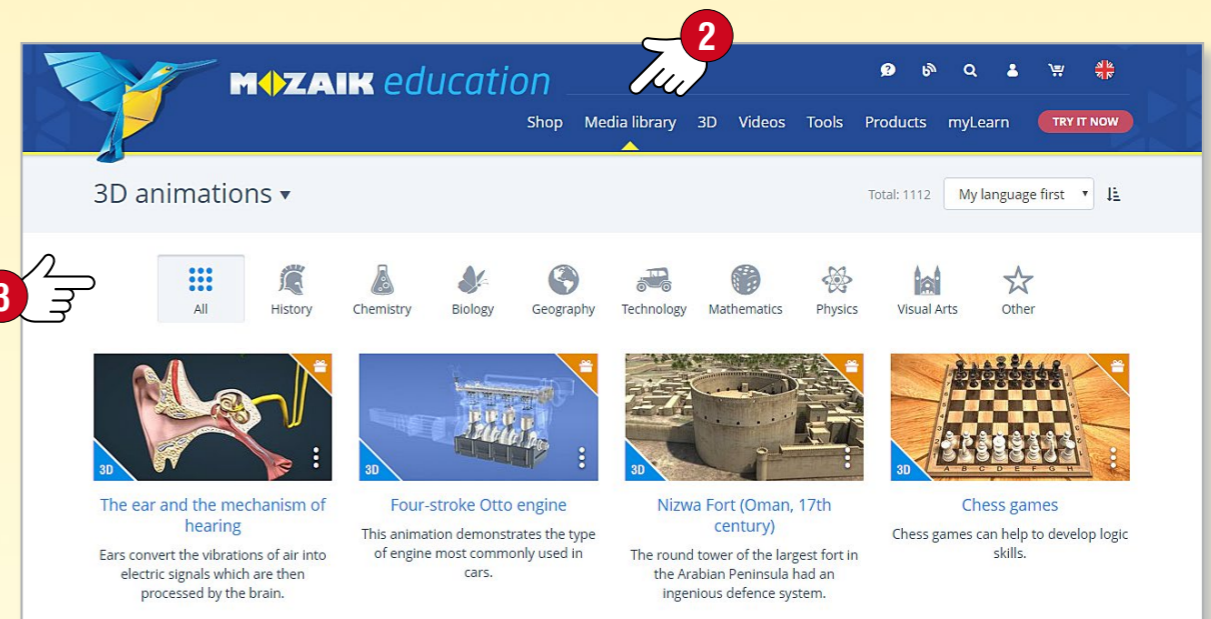 2
MOZAIK education
Shop Media library 3D Videos Tools Products myLearn TRY IT NOW
3D animations
Total: 1112 My language first
3
All History Chemistry Biology Geography Technology Mathematics Physics Visual Arts Other
3D 3D 3D 3D
A B C D E F G H
The ear and the mechanism of
hearing
Ears convert the vibrations of air into
electric signals which are then
processed by the brain.
Four-stroke Otto engine
This animation demonstrates the type
of engine most commonly used in
cars.
Nizwa Fort (Oman, 17th
century)
The round tower of the largest fort in
the Arabian Peninsula had an
ingenious defence system.
Chess games
Chess games can help to develop logic
skills.